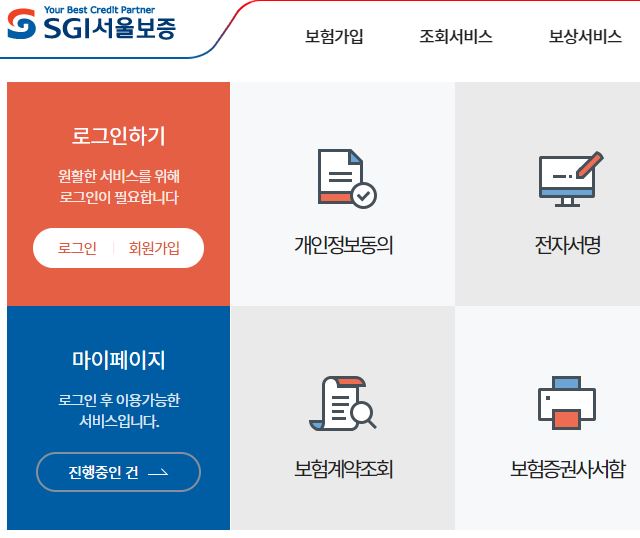 Your Best Credit Partner
SGI서울보증
보험가입 조회서비스 보상서비스
로그인하기
원활한 서비스를 위해
로그인이 필요합니다
로그인 회원가입
개인정보동의
전자서명
마이페이지
로그인 후 이용가능한
서비스입니다.
진행중인 건
보험계약조회
보험증권사서함